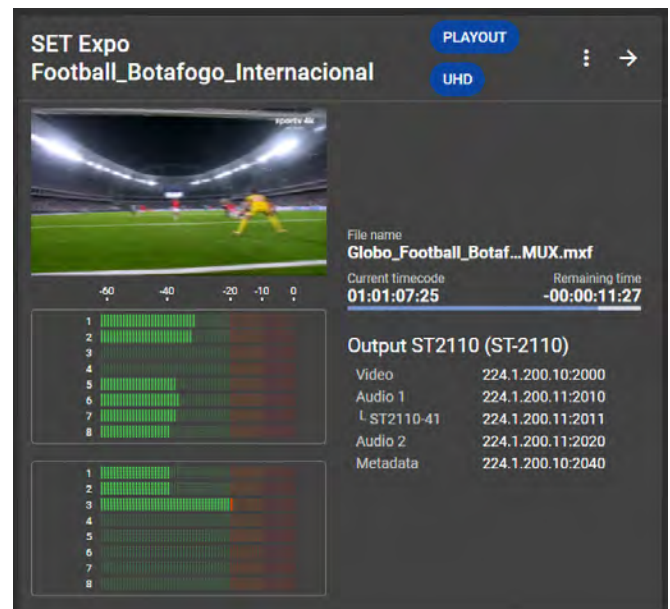 SET Expo
Football_Botafogo_Internacional
PLAYOUT
UHD
sportv 4k
File name
Globo_Football_Botaf...MUX.mxf
Current timecode Remaining time
01:01:07:25 -00:00:11:27
-60 -40 -20 -10 0
1
2
3
4
5
6
7
8
Output ST2110 (ST-2110)
Video 224.1.200.10:2000
Audio 1 224.1.200.11:2010
└ ST2110-41 224.1.200.11:2011
Audio 2 224.1.200.11:2020
Metadata 224.1.200.10:2040
1
2
3
4
5
6
7
8